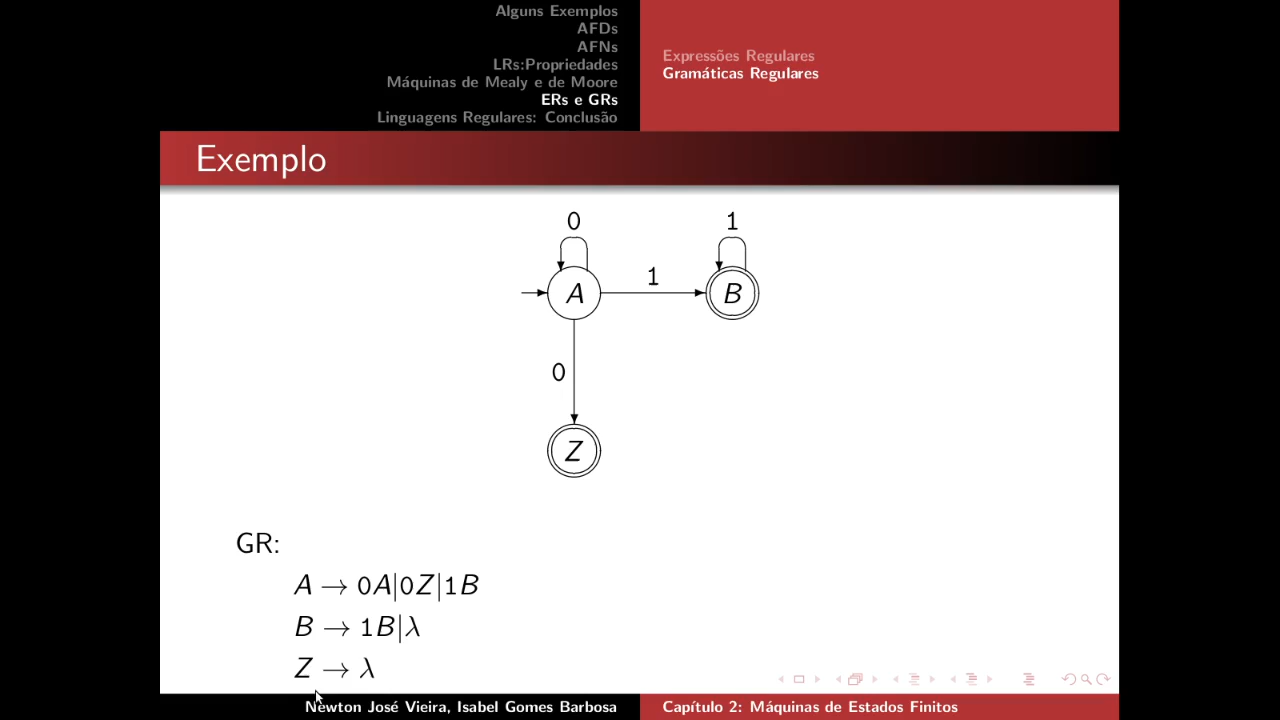 Alguns Exemplos
AFDs
AFNs
LRs:Propriedades
Máquinas de Mealy e de Moore
ERs e GRs
Linguagens Regulares: Conclusão
Expressões Regulares
Gramáticas Regulares
Exemplo
0
1
A
1
B
0
Z
GR:
A → 0A|0Z|1B
B → 1B|λ
Z → λ
Newton José Vieira, Isabel Gomes Barbosa
Capítulo 2: Máquinas de Estados Finitos